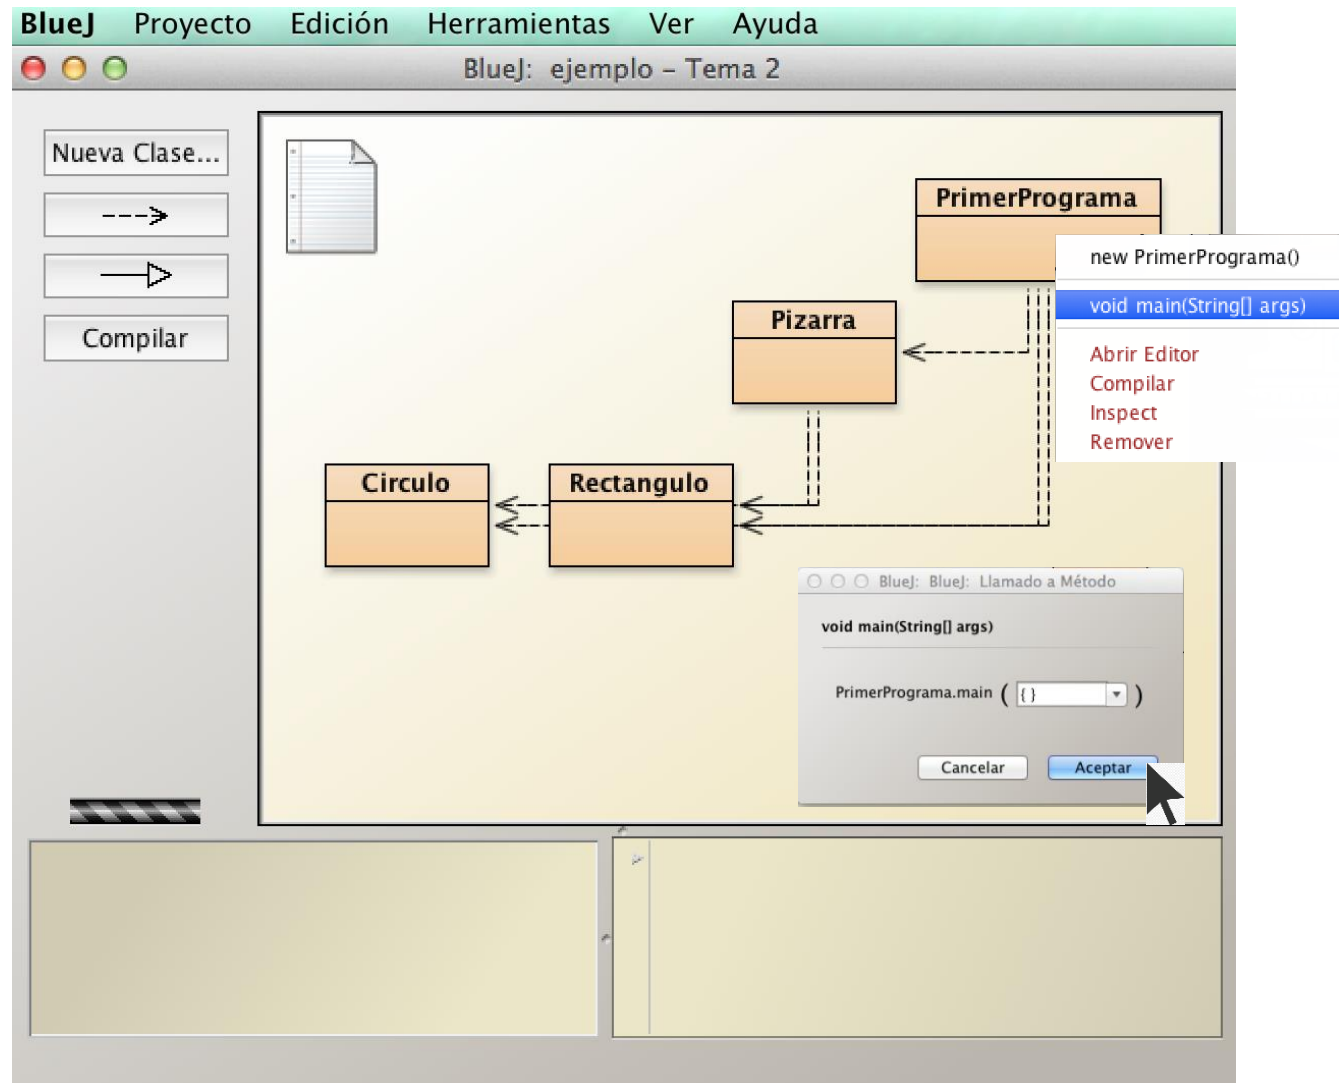 BlueJ Proyecto Edición Herramientas Ver Ayuda
BlueJ: ejemplo – Tema 2
Nueva Clase...
Compilar
PrimerPrograma
new PrimerPrograma()
void main(String[] args)
Abrir Editor
Compilar
Inspect
Remover
Pizarra
Circulo
Rectangulo
BlueJ: BlueJ: Llamado a Método
void main(String[] args)
PrimerPrograma.main ( { } )
Cancelar
Aceptar